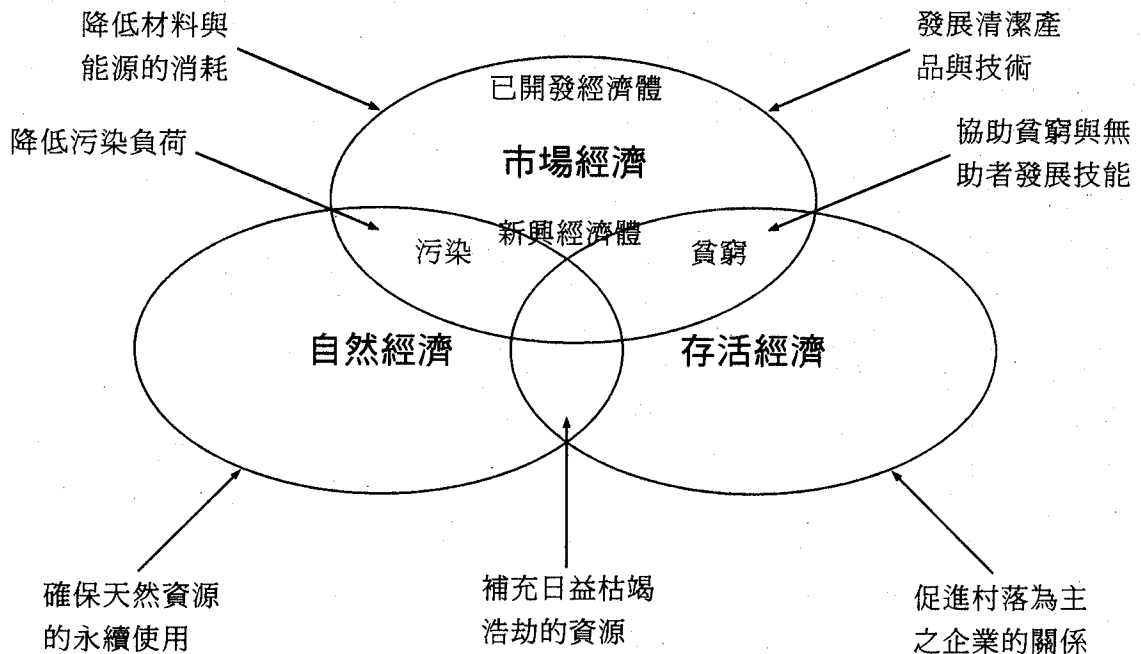 降低材料與
能源的消耗
發展清潔產
品與技術
已開發經濟體
降低污染負荷
市場經濟
協助貧窮與無
助者發展技能
新興經濟體
污染
貧窮
自然經濟
存活經濟
確保天然資源
的永續使用
補充日益枯竭
浩劫的資源
促進村落為主
之企業的關係